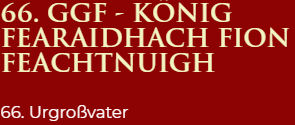 66. GGF - KÖNIG
FEARAIDHACH FION
FEACHTNUIGH
66. Urgroßvater